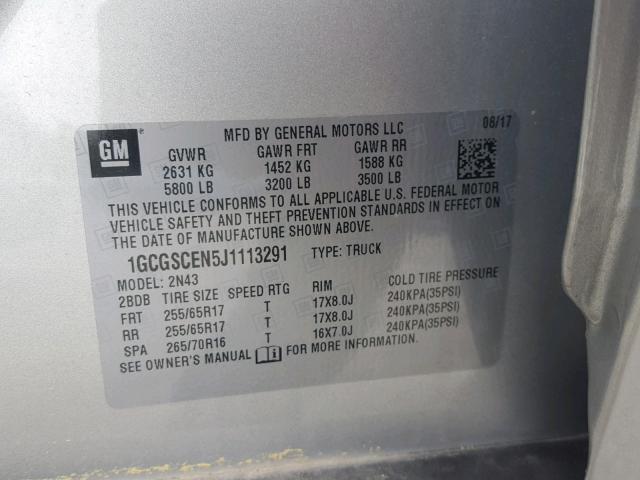 GM
MFD BY GENERAL MOTORS LLC 08/17
GVWR GAWR FRT GAWR RR
2631 KG 1452 KG 1588 KG
5800 LB 3200 LB 3500 LB
THIS VEHICLE CONFORMS TO ALL APPLICABLE U.S. FEDERAL MOTOR
VEHICLE SAFETY AND THEFT PREVENTION STANDARDS IN EFFECT ON
THE DATE OF MANUFACTURE SHOWN ABOVE.
1GCGSCEN5J1113291 TYPE: TRUCK
MODEL: 2N43
2BDB TIRE SIZE SPEED RTG RIM COLD TIRE PRESSURE
FRT 255/65R17 T 17X8.0J 240KPA(35PSI)
RR 255/65R17 T 17X8.0J 240KPA(35PSI)
SPA 265/70R16 T 16X7.0J 240KPA(35PSI)
SEE OWNER'S MANUAL FOR MORE INFORMATION.